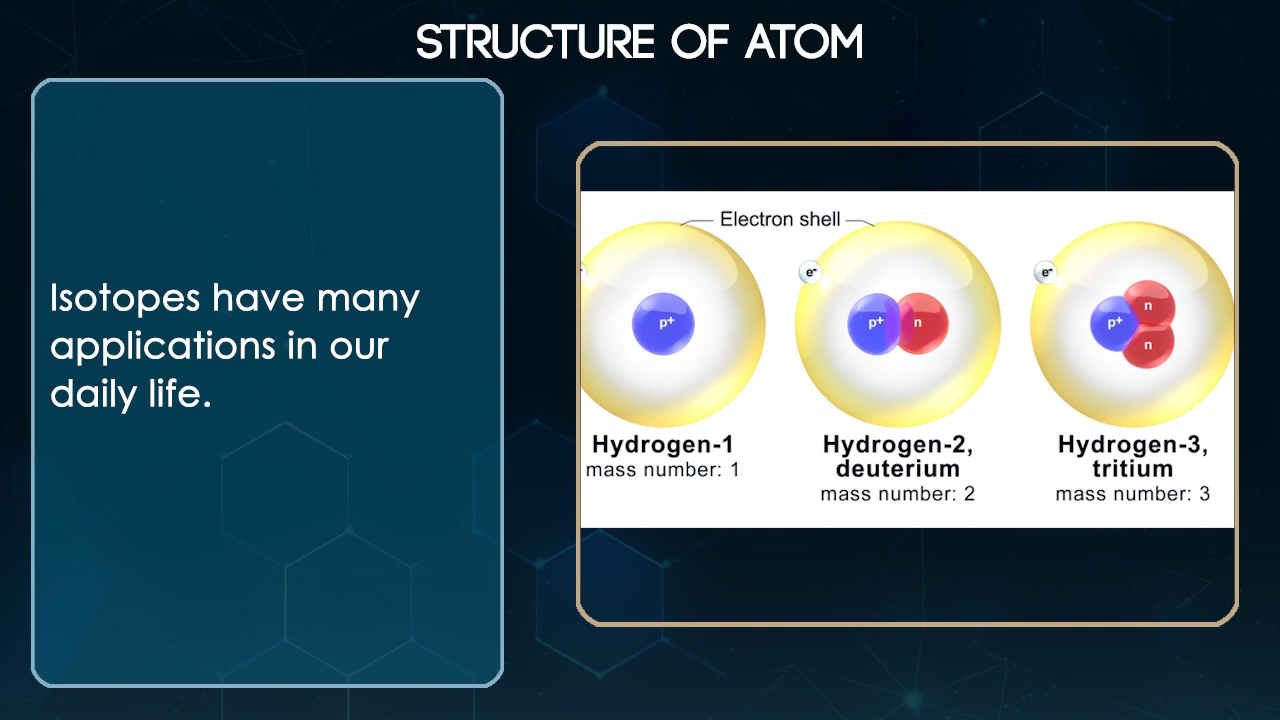 STRUCTURE OF ATOM
Isotopes have many
applications in our
daily life.
Electron shell
p+
e-
p+
n
e-
p+
n
n
Hydrogen-1
mass number: 1
Hydrogen-2,
deuterium
mass number: 2
Hydrogen-3,
tritium
mass number: 3